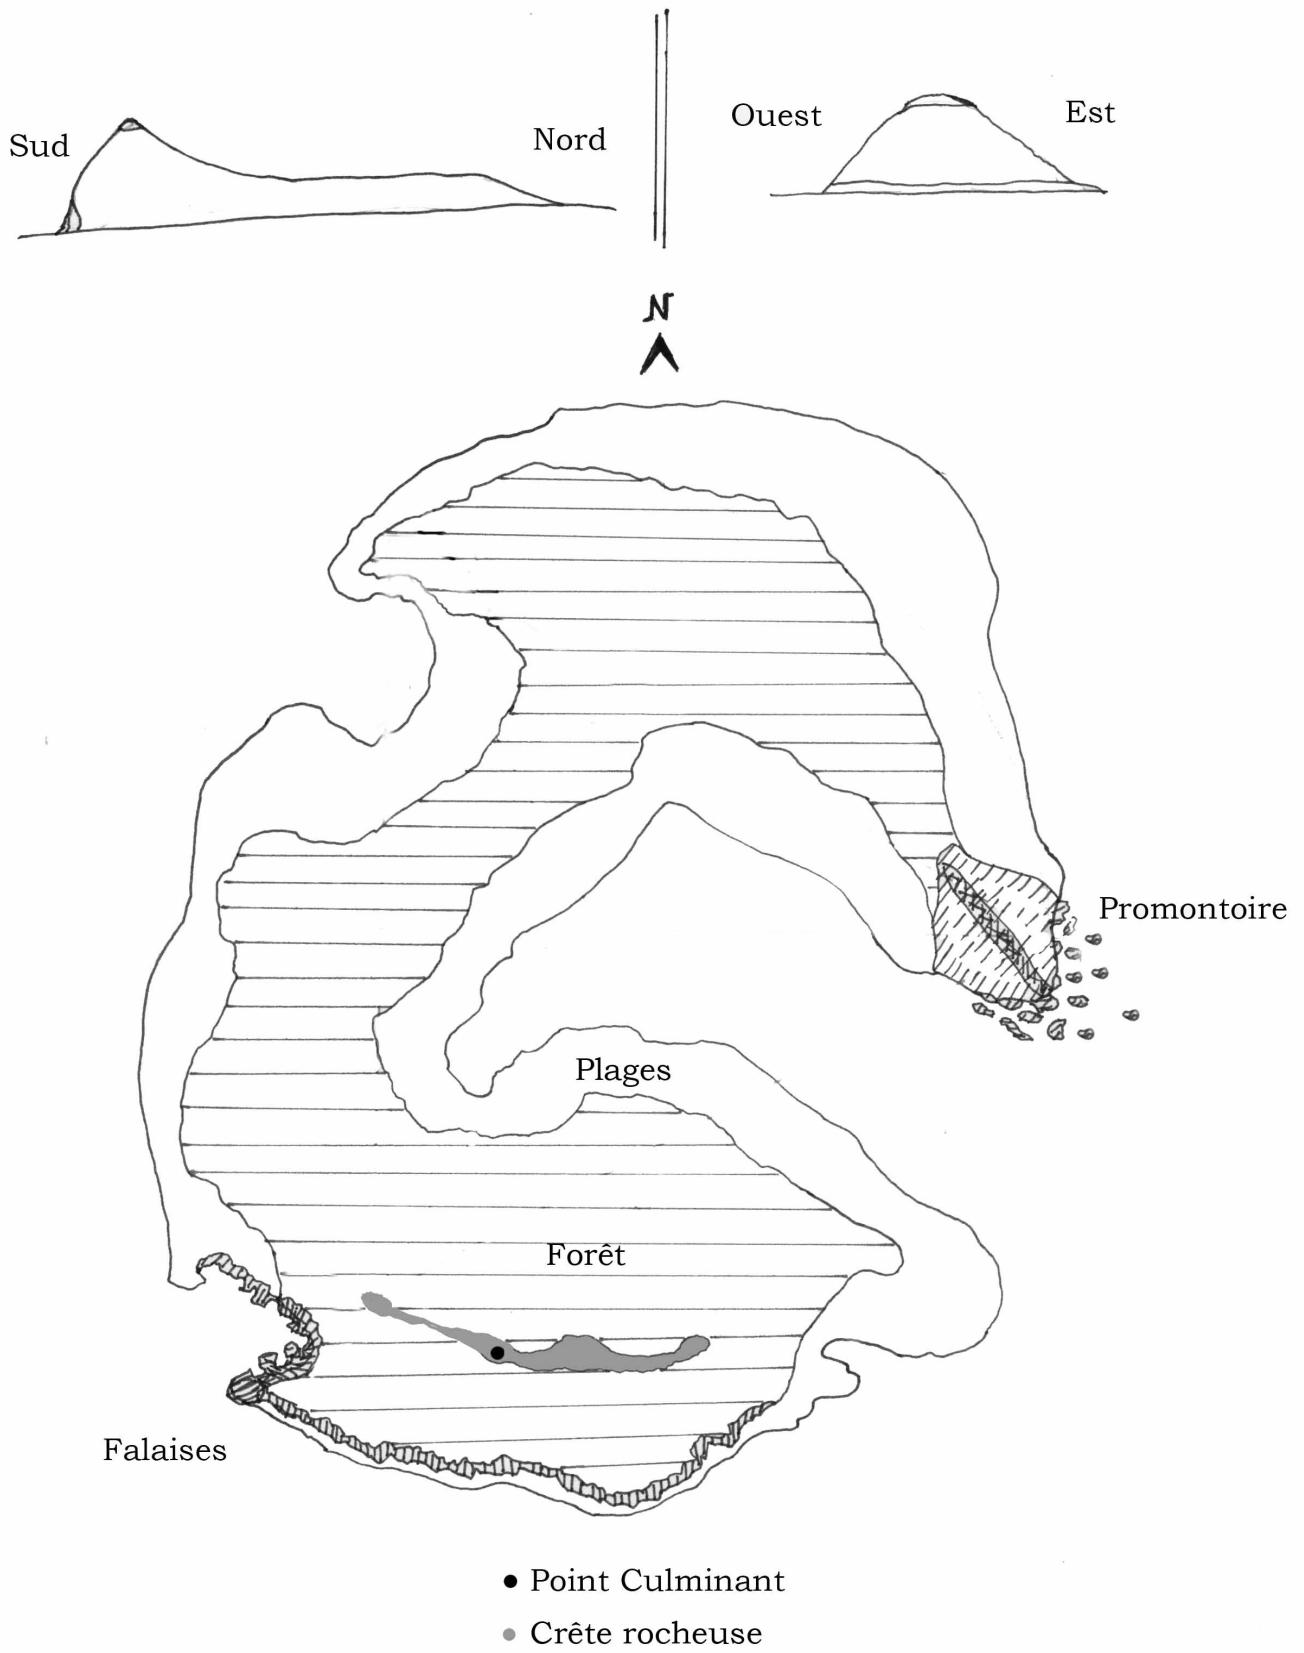 Sud
Nord
Ouest
Est
N
Promontoire
Plages
Forêt
Falaises
Point Culminant
Crête rocheuse